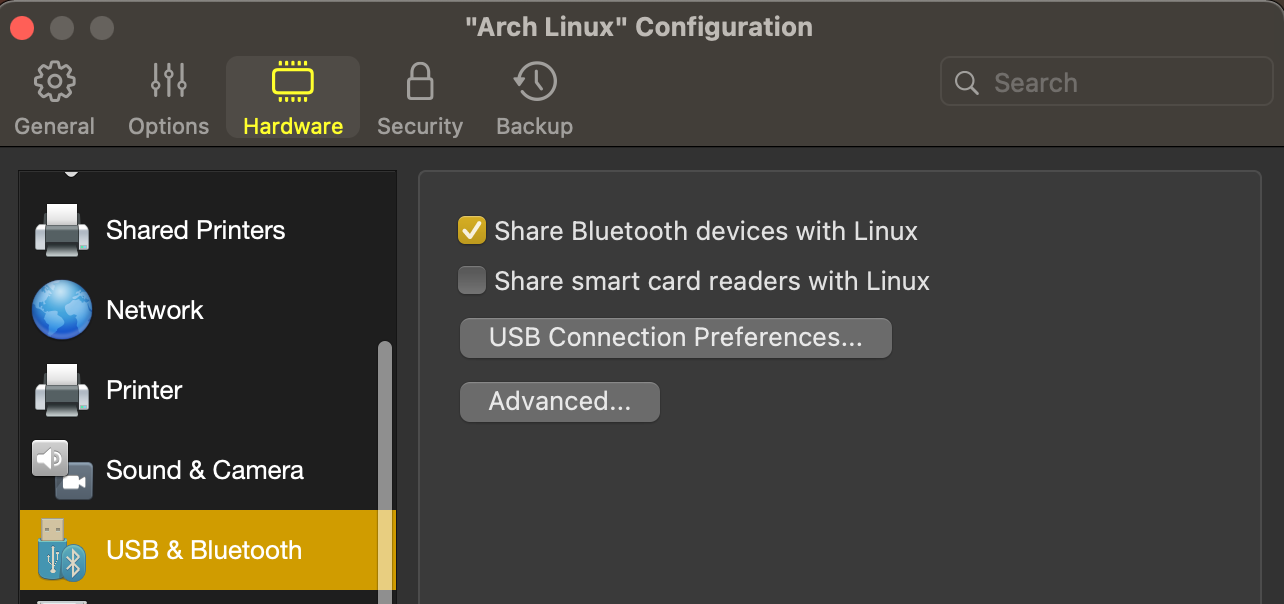 "Arch Linux" Configuration
General
Options
Hardware
Security
Backup
Search
Shared Printers
Network
Printer
Sound & Camera
USB & Bluetooth
Share Bluetooth devices with Linux
Share smart card readers with Linux
USB Connection Preferences...
Advanced...